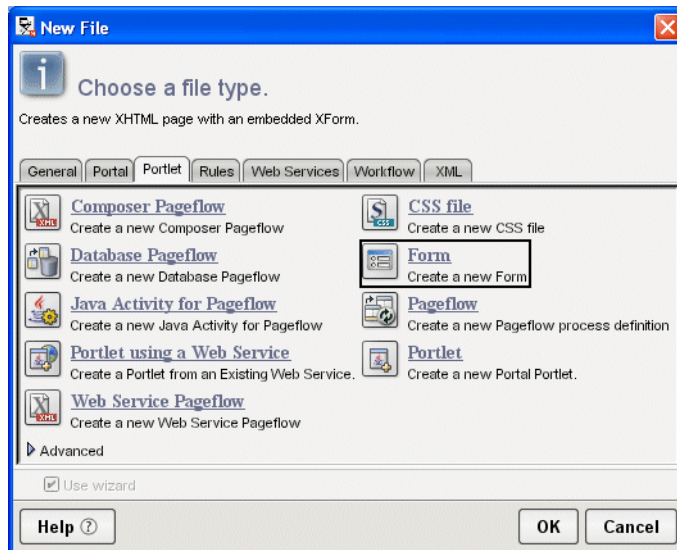 New File
Choose a file type.
Creates a new XHTML page with an embedded XForm.
General Portal Portlet Rules Web Services Workflow XML
Composer Pageflow
Create a new Composer Pageflow
CSS file
Create a new CSS file
Database Pageflow
Create a new Database Pageflow
Form
Create a new Form
Java Activity for Pageflow
Create a new Java Activity for Pageflow
Pageflow
Create a new Pageflow process definition
Portlet using a Web Service
Create a Portlet from an Existing Web Service.
Portlet
Create a new Portal Portlet.
Web Service Pageflow
Create a new Web Service Pageflow
Advanced
Use wizard
Help ?
OK Cancel